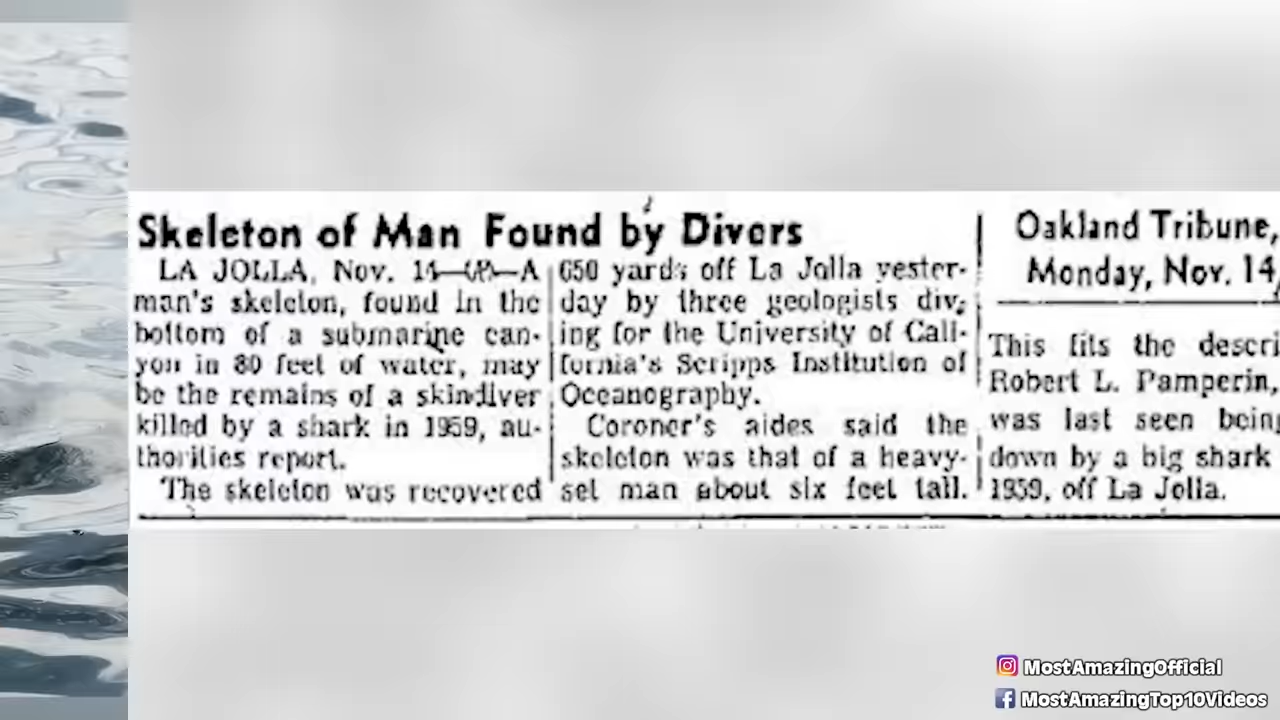 Skeleton of Man Found by Divers
LA JOLLA, Nov. 14—(AP)—A
man's skeleton, found in the
bottom of a submarine can-
yon in 80 feet of water, may
be the remains of a skindiver
killed by a shark in 1959, au-
thorities report.
The skeleton was recovered
650 yards off La Jolla yester-
day by three geologists div-
ing for the University of Cali-
fornia's Scripps Institution of
Oceanography.
Coroner's aides said the
skeleton was that of a heavy-
set man about six feet tall.
Oakland Tribune,
Monday, Nov. 14,
This fits the descri
Robert L. Pamperin,
was last seen being
down by a big shark
1959, off La Jolla.
MostAmazingOfficial
MostAmazingTop10Videos